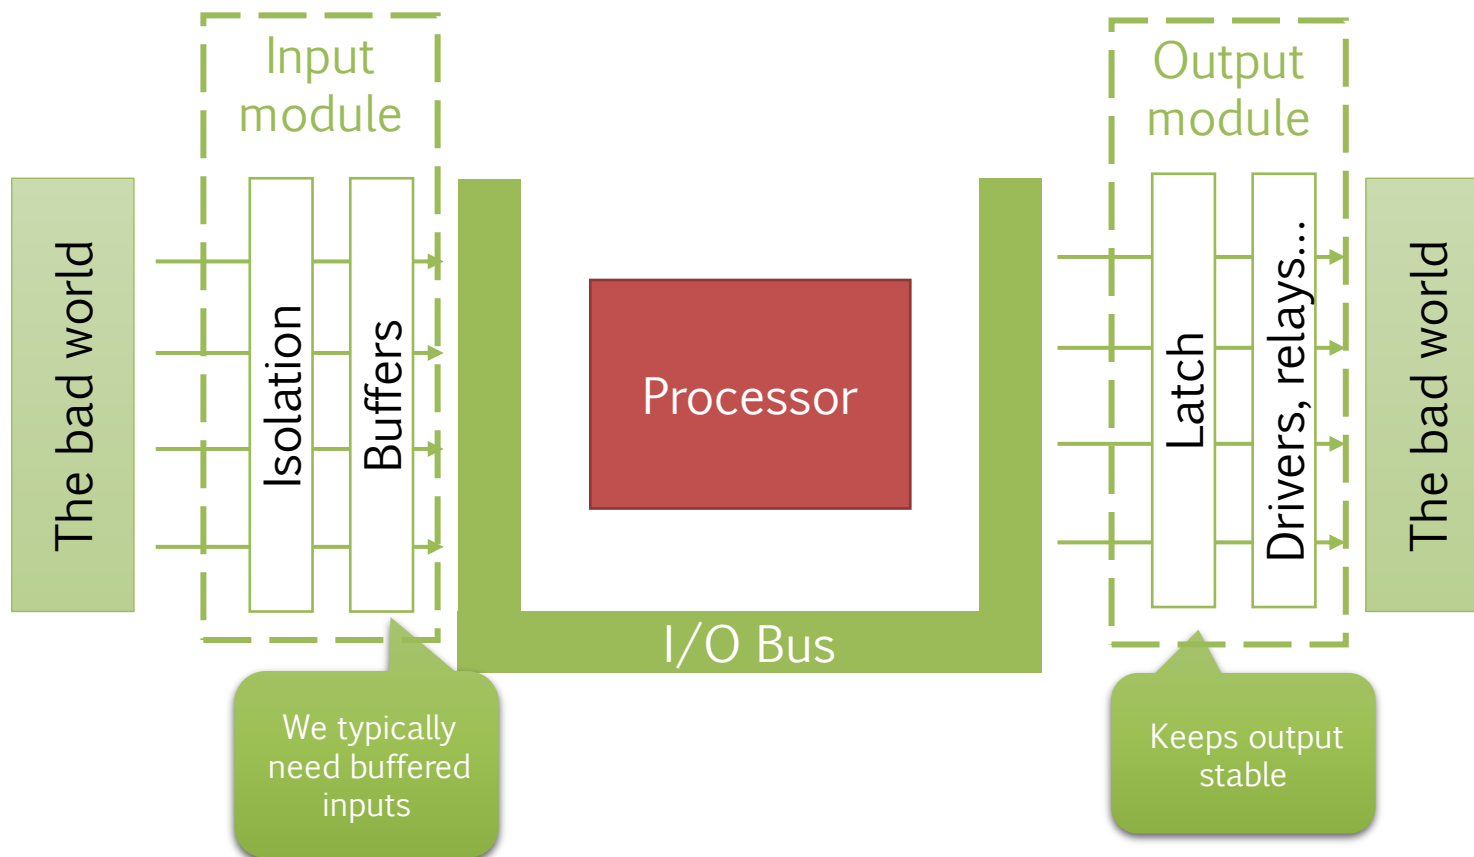 Input
module
Output
module
The bad world
Isolation
Buffers
Processor
Latch
Drivers, relays...
The bad world
I/O Bus
We typically
need buffered
inputs
Keeps output
stable